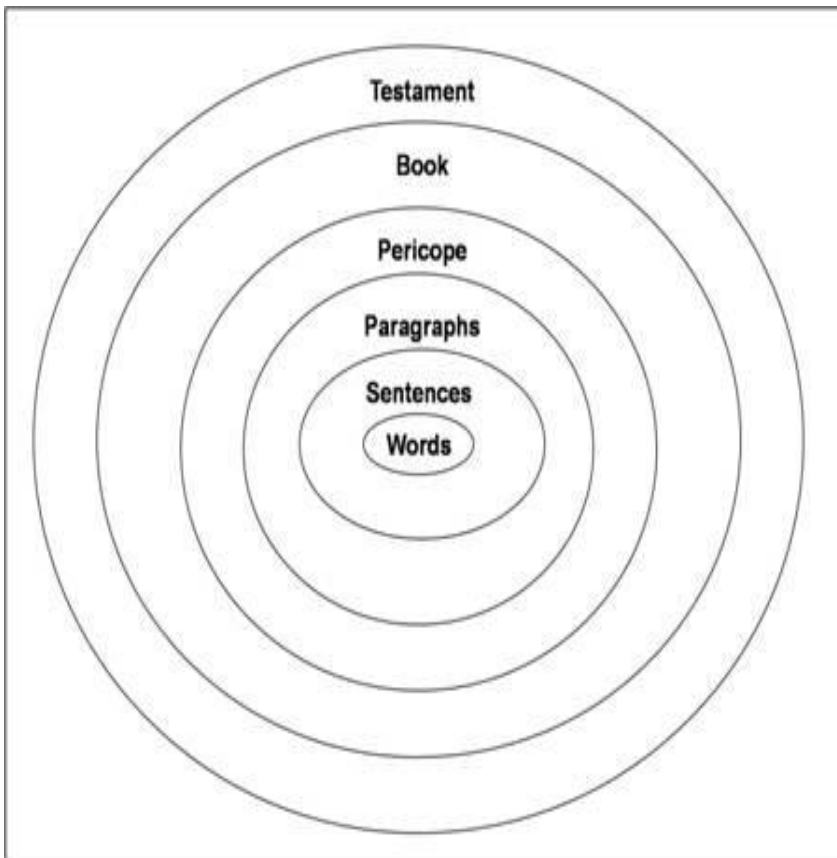 Testament
Book
Pericope
Paragraphs
Sentences
Words